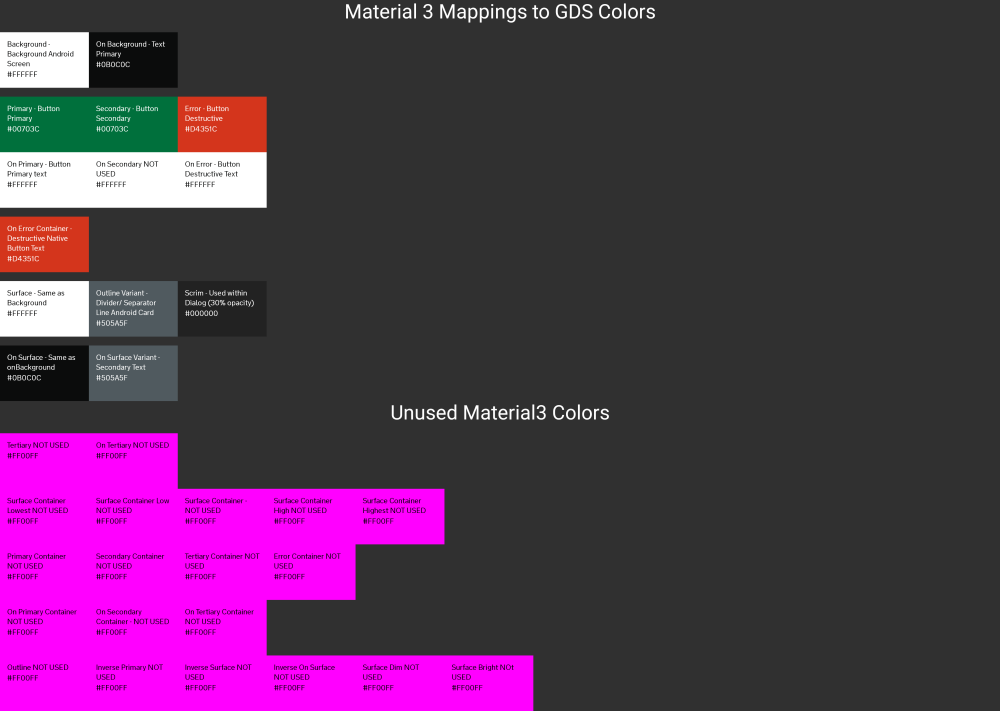 Material 3 Mappings to GDS Colors
Background -
Background Android
Screen
#FFFFFF
On Background - Text
Primary
#0B0C0C
Primary - Button
Primary
#00703C
Secondary - Button
Secondary
#00703C
Error - Button
Destructive
#D4351C
On Primary - Button
Primary text
#FFFFFF
On Secondary NOT
USED
#FFFFFF
On Error - Button
Destructive Text
#FFFFFF
On Error Container -
Destructive Native
Button Text
#D4351C
Surface - Same as
Background
#FFFFFF
Outline Variant -
Divider/ Separator
Line Android Card
#505A5F
Scrim - Used within
Dialog (30% opacity)
#000000
On Surface - Same as
onBackground
#0B0C0C
On Surface Variant -
Secondary Text
#505A5F
Unused Material3 Colors
Tertiary NOT USED
#FF00FF
On Tertiary NOT USED
#FF00FF
Surface Container
Lowest NOT USED
#FF00FF
Surface Container Low
NOT USED
#FF00FF
Surface Container -
NOT USED
#FF00FF
Surface Container
High NOT USED
#FF00FF
Surface Container
Highest NOT USED
#FF00FF
Primary Container
NOT USED
#FF00FF
Secondary Container
NOT USED
#FF00FF
Tertiary Container NOT
USED
#FF00FF
Error Container NOT
USED
#FF00FF
On Primary Container
NOT USED
#FF00FF
On Secondary
Container - NOT USED
#FF00FF
On Tertiary Container
NOT USED
#FF00FF
Outline NOT USED
#FF00FF
Inverse Primary NOT
USED
#FF00FF
Inverse Surface NOT
USED
#FF00FF
Inverse On Surface
NOT USED
#FF00FF
Surface Dim NOT
USED
#FF00FF
Surface Bright NOt
USED
#FF00FF